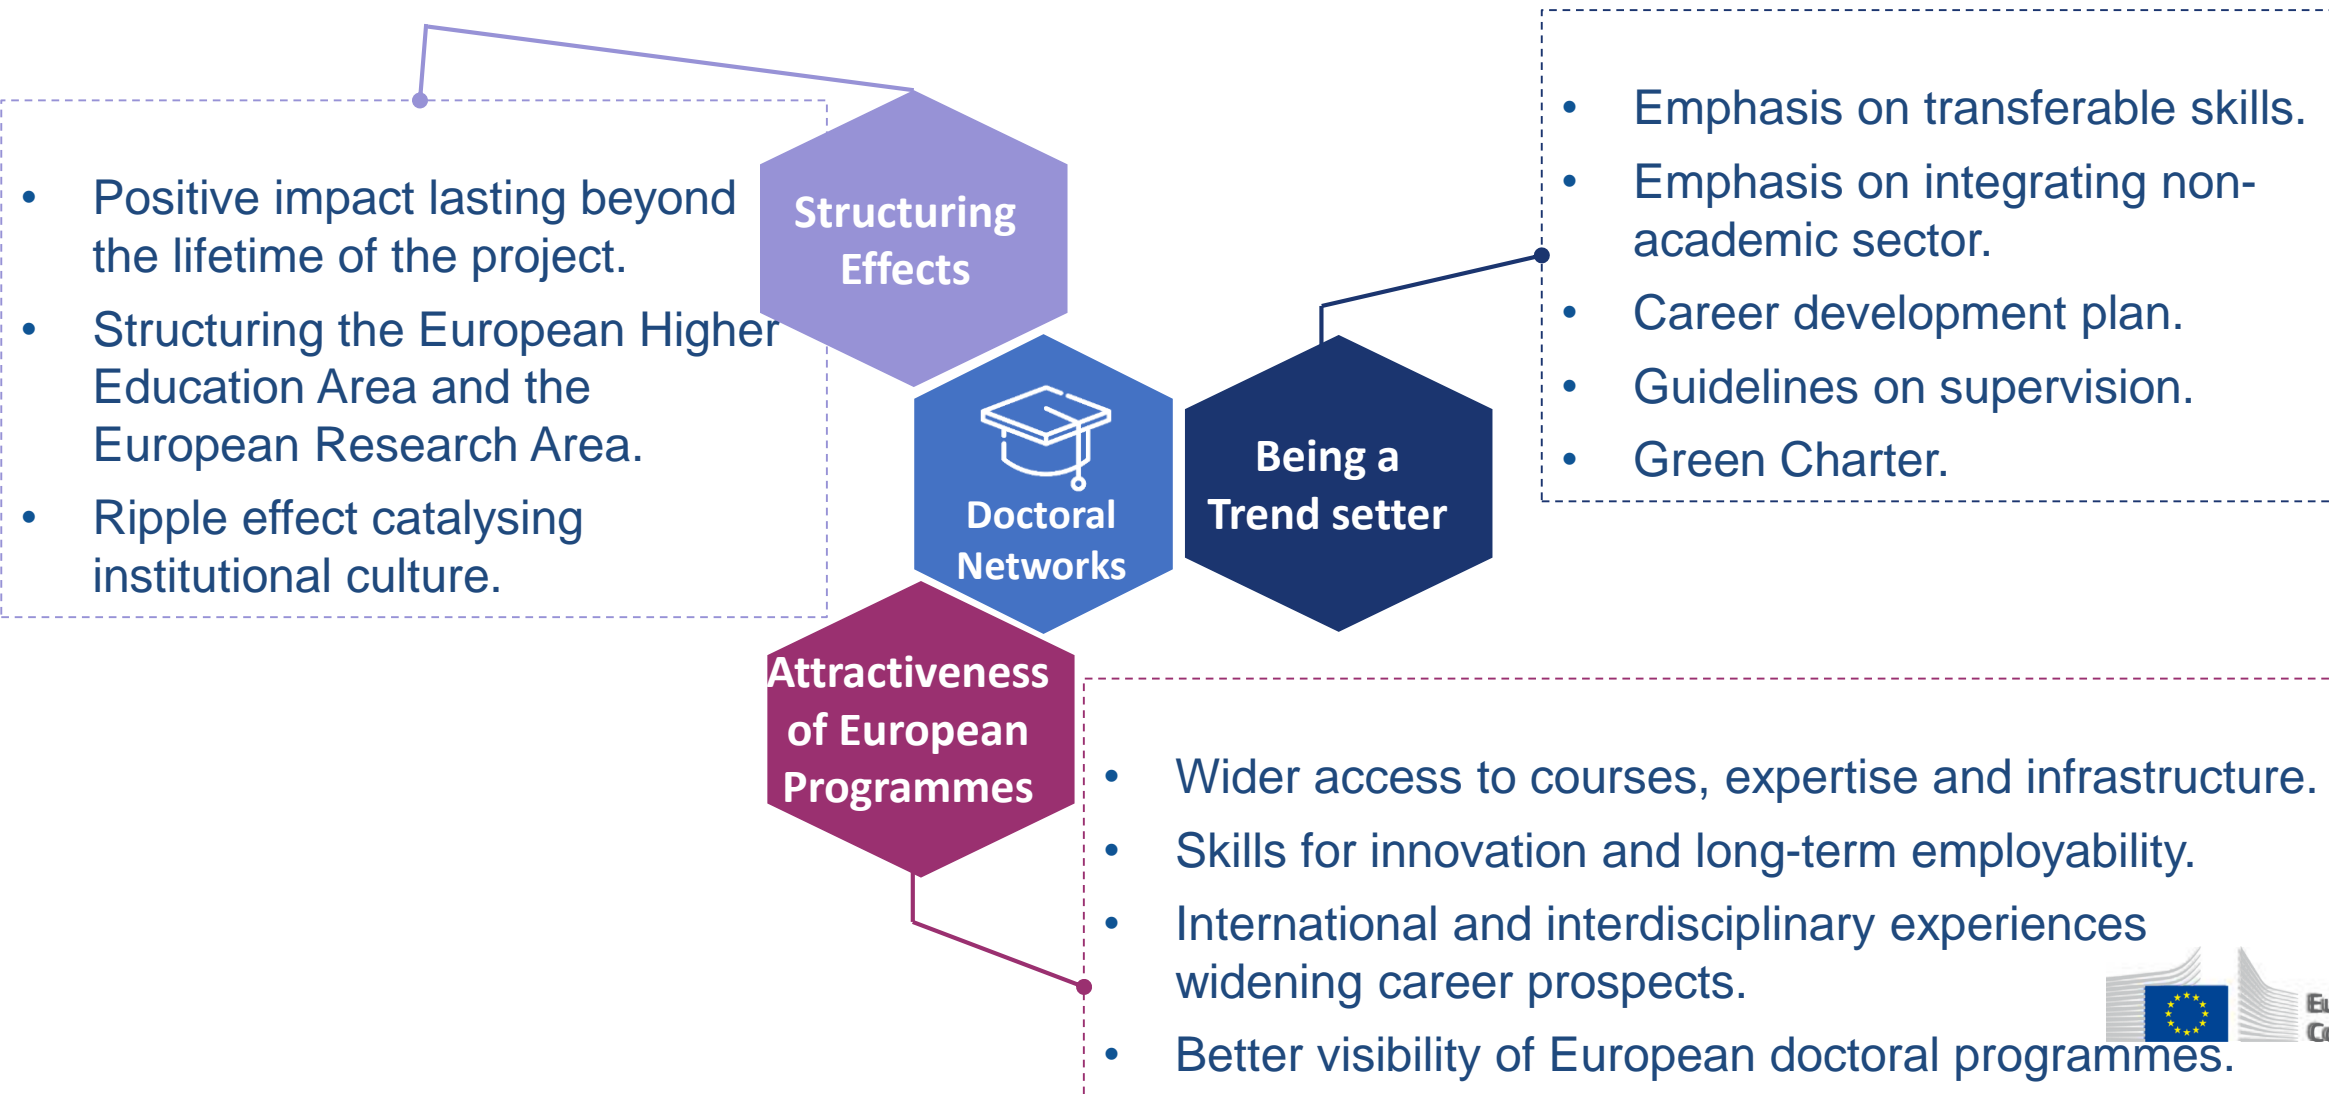 • Positive impact lasting beyond
the lifetime of the project.
• Structuring the European Higher
Education Area and the
European Research Area.
• Ripple effect catalysing
institutional culture.
Structuring
Effects
Doctoral
Networks
Being a
Trend setter
• Emphasis on transferable skills.
• Emphasis on integrating non-
academic sector.
• Career development plan.
• Guidelines on supervision.
• Green Charter.
Attractiveness
of European
Programmes
• Wider access to courses, expertise and infrastructure.
• Skills for innovation and long-term employability.
• International and interdisciplinary experiences
widening career prospects.
• Better visibility of European doctoral programmes.